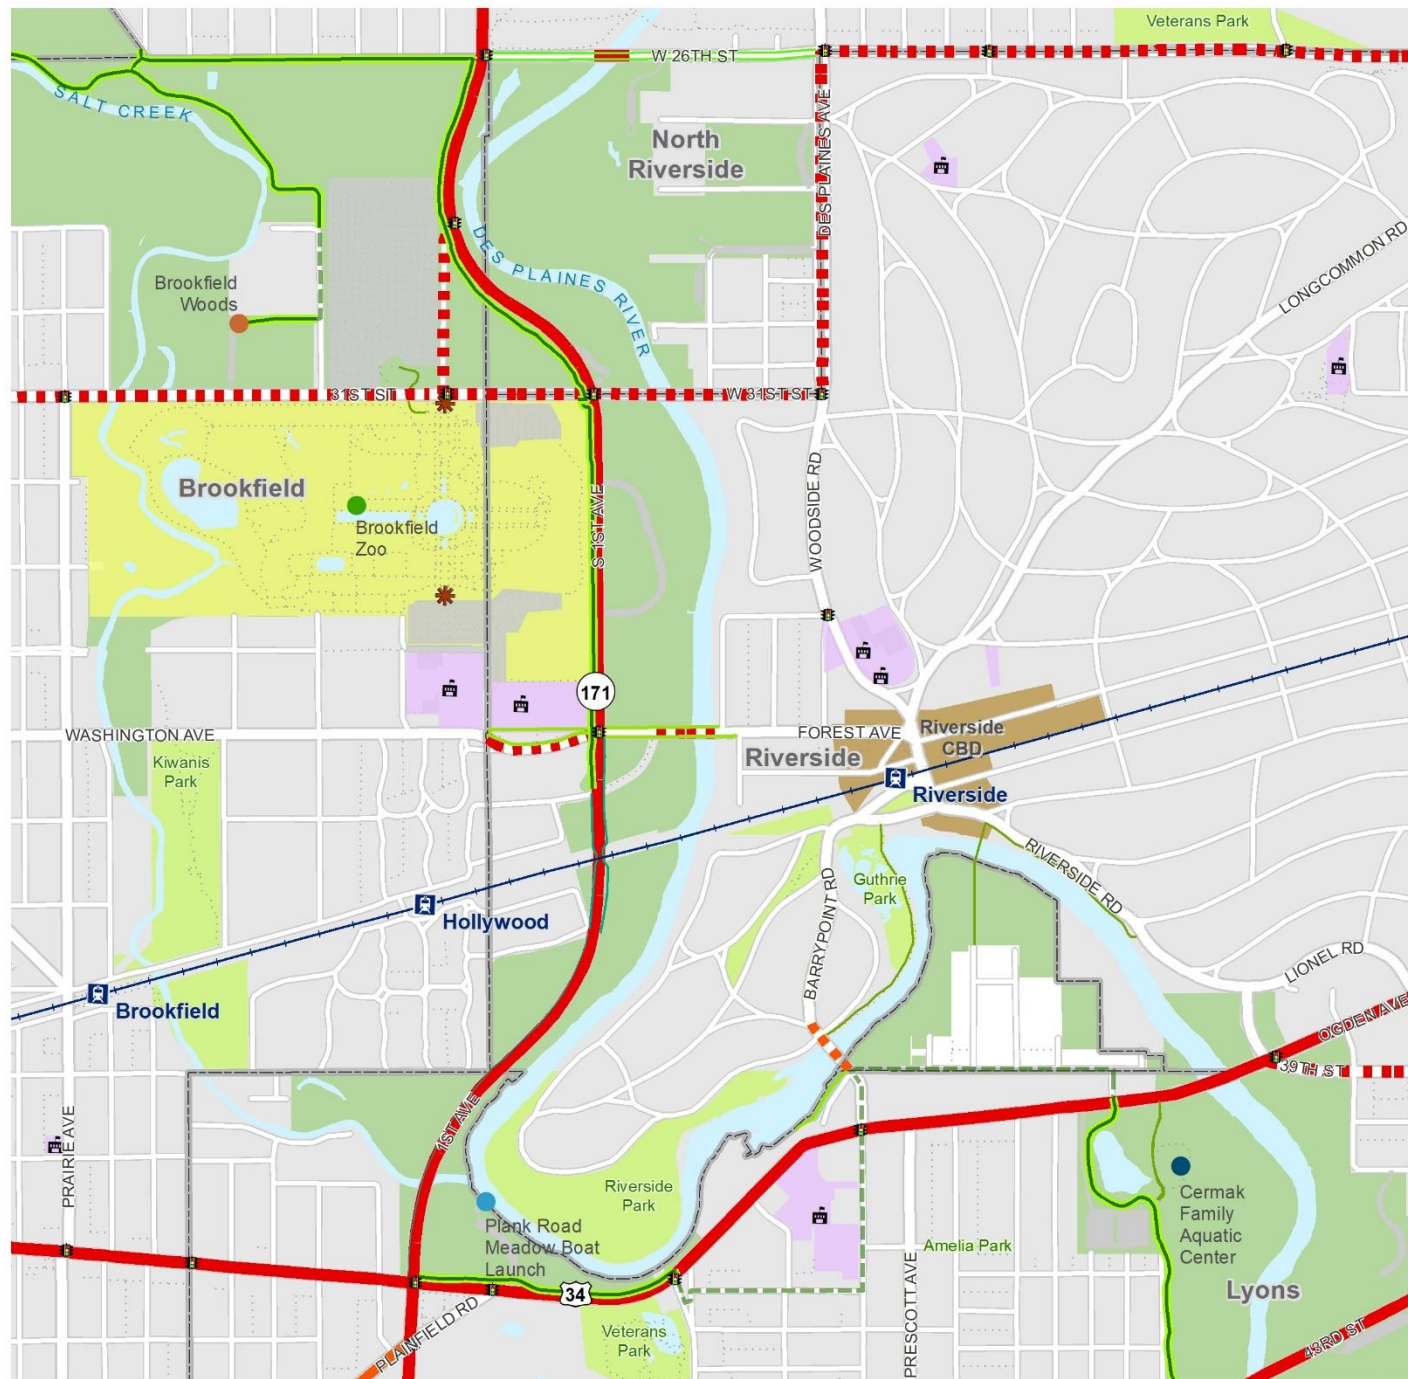 Veterans Park
W 26TH ST
SALT CREEK
North
Riverside
DES PLAINES AVE
DES PLAINES RIVER
LONGCOMMON RD
Brookfield
Woods
31ST ST
W 31ST ST
Brookfield
Brookfield
Zoo
S 1ST AVE
WOODSIDE RD
171
WASHINGTON AVE
FOREST AVE
Riverside
CBD
Riverside
Kiwanis
Park
Riverside
RIVERSIDE RD
Guthrie
Park
BARRYPOINT RD
Hollywood
LIONEL RD
Brookfield
OGDEN AVE
39TH ST
1ST AVE
PRAIRIE AVE
Riverside
Park
Cermak
Family
Aquatic
Center
Plank Road
Meadow Boat
Launch
Amelia Park
34
Lyons
PLAINFIELD RD
Veterans
Park
PRESCOTT AVE
43RD ST